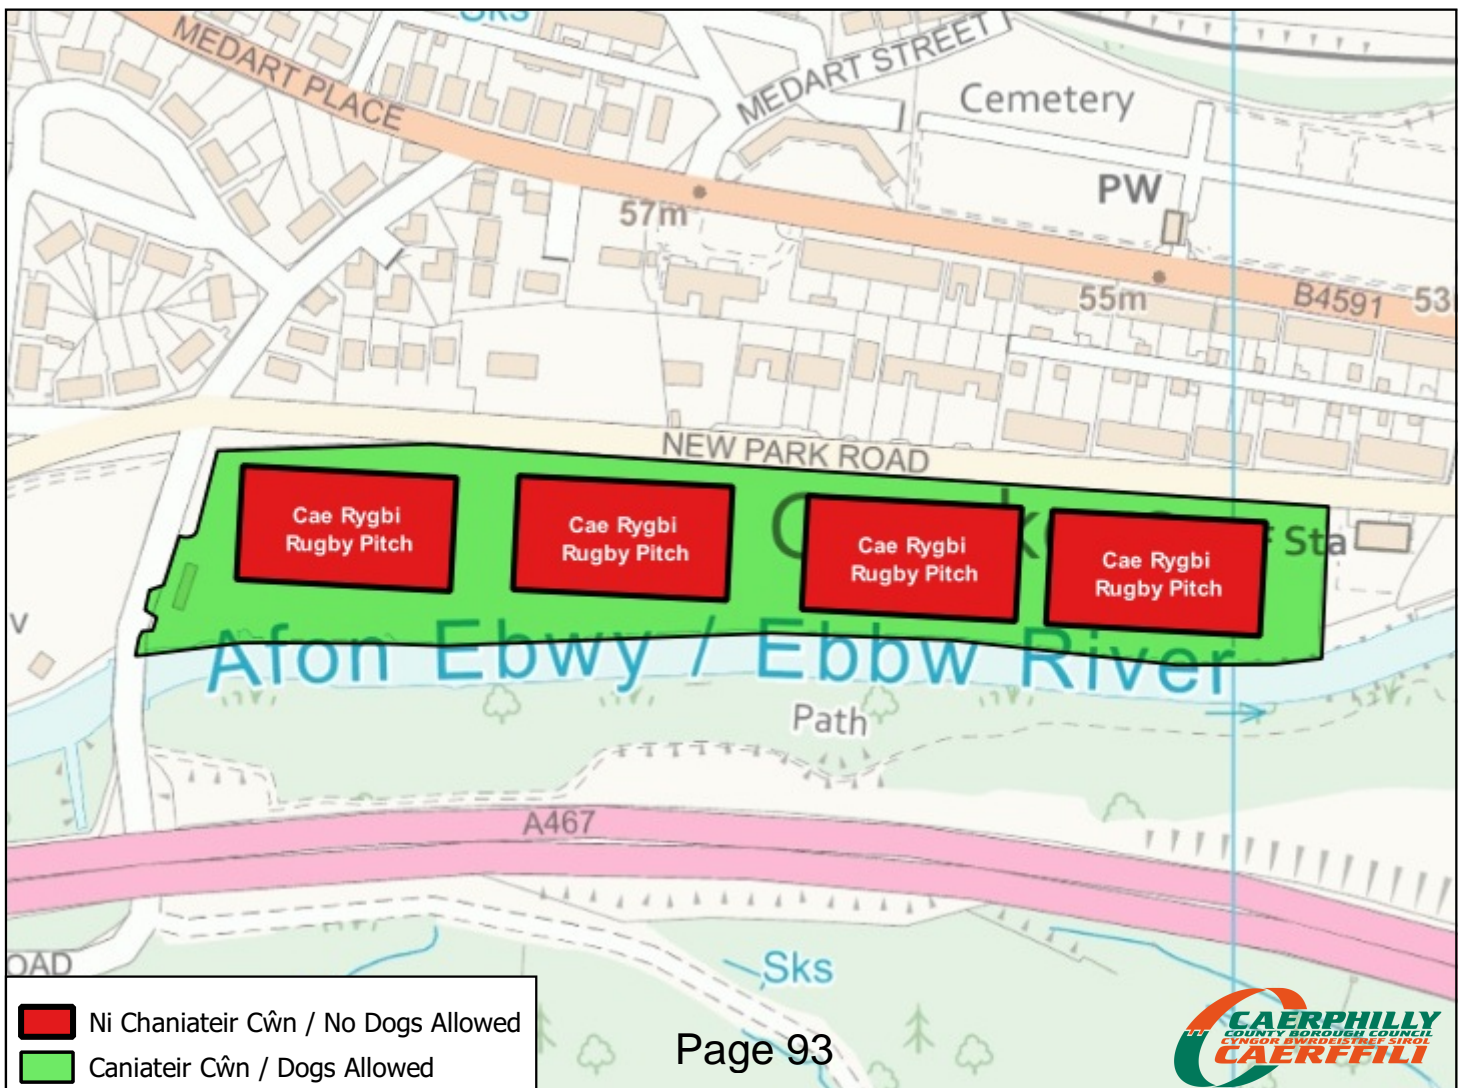 Sks
MEDART PLACE
MEDART STREET
Cemetery
PW
57m
55m
B4591
53
NEW PARK ROAD
Cae Rygbi
Rugby Pitch
Cae Rygbi
Rugby Pitch
Cae Rygbi
Rugby Pitch
Cae Rygbi
Rugby Pitch
Sta
Afon Ebwy / Ebbw River
Path
A467
OAD
Sks
Ni Chaniateir Cŵn / No Dogs Allowed
Caniateir Cŵn / Dogs Allowed
Page 93
CAERPHILLY
COUNTY BOROUGH COUNCIL
CYNGOR BWRDEISTREF SIROL
CAERFFILI